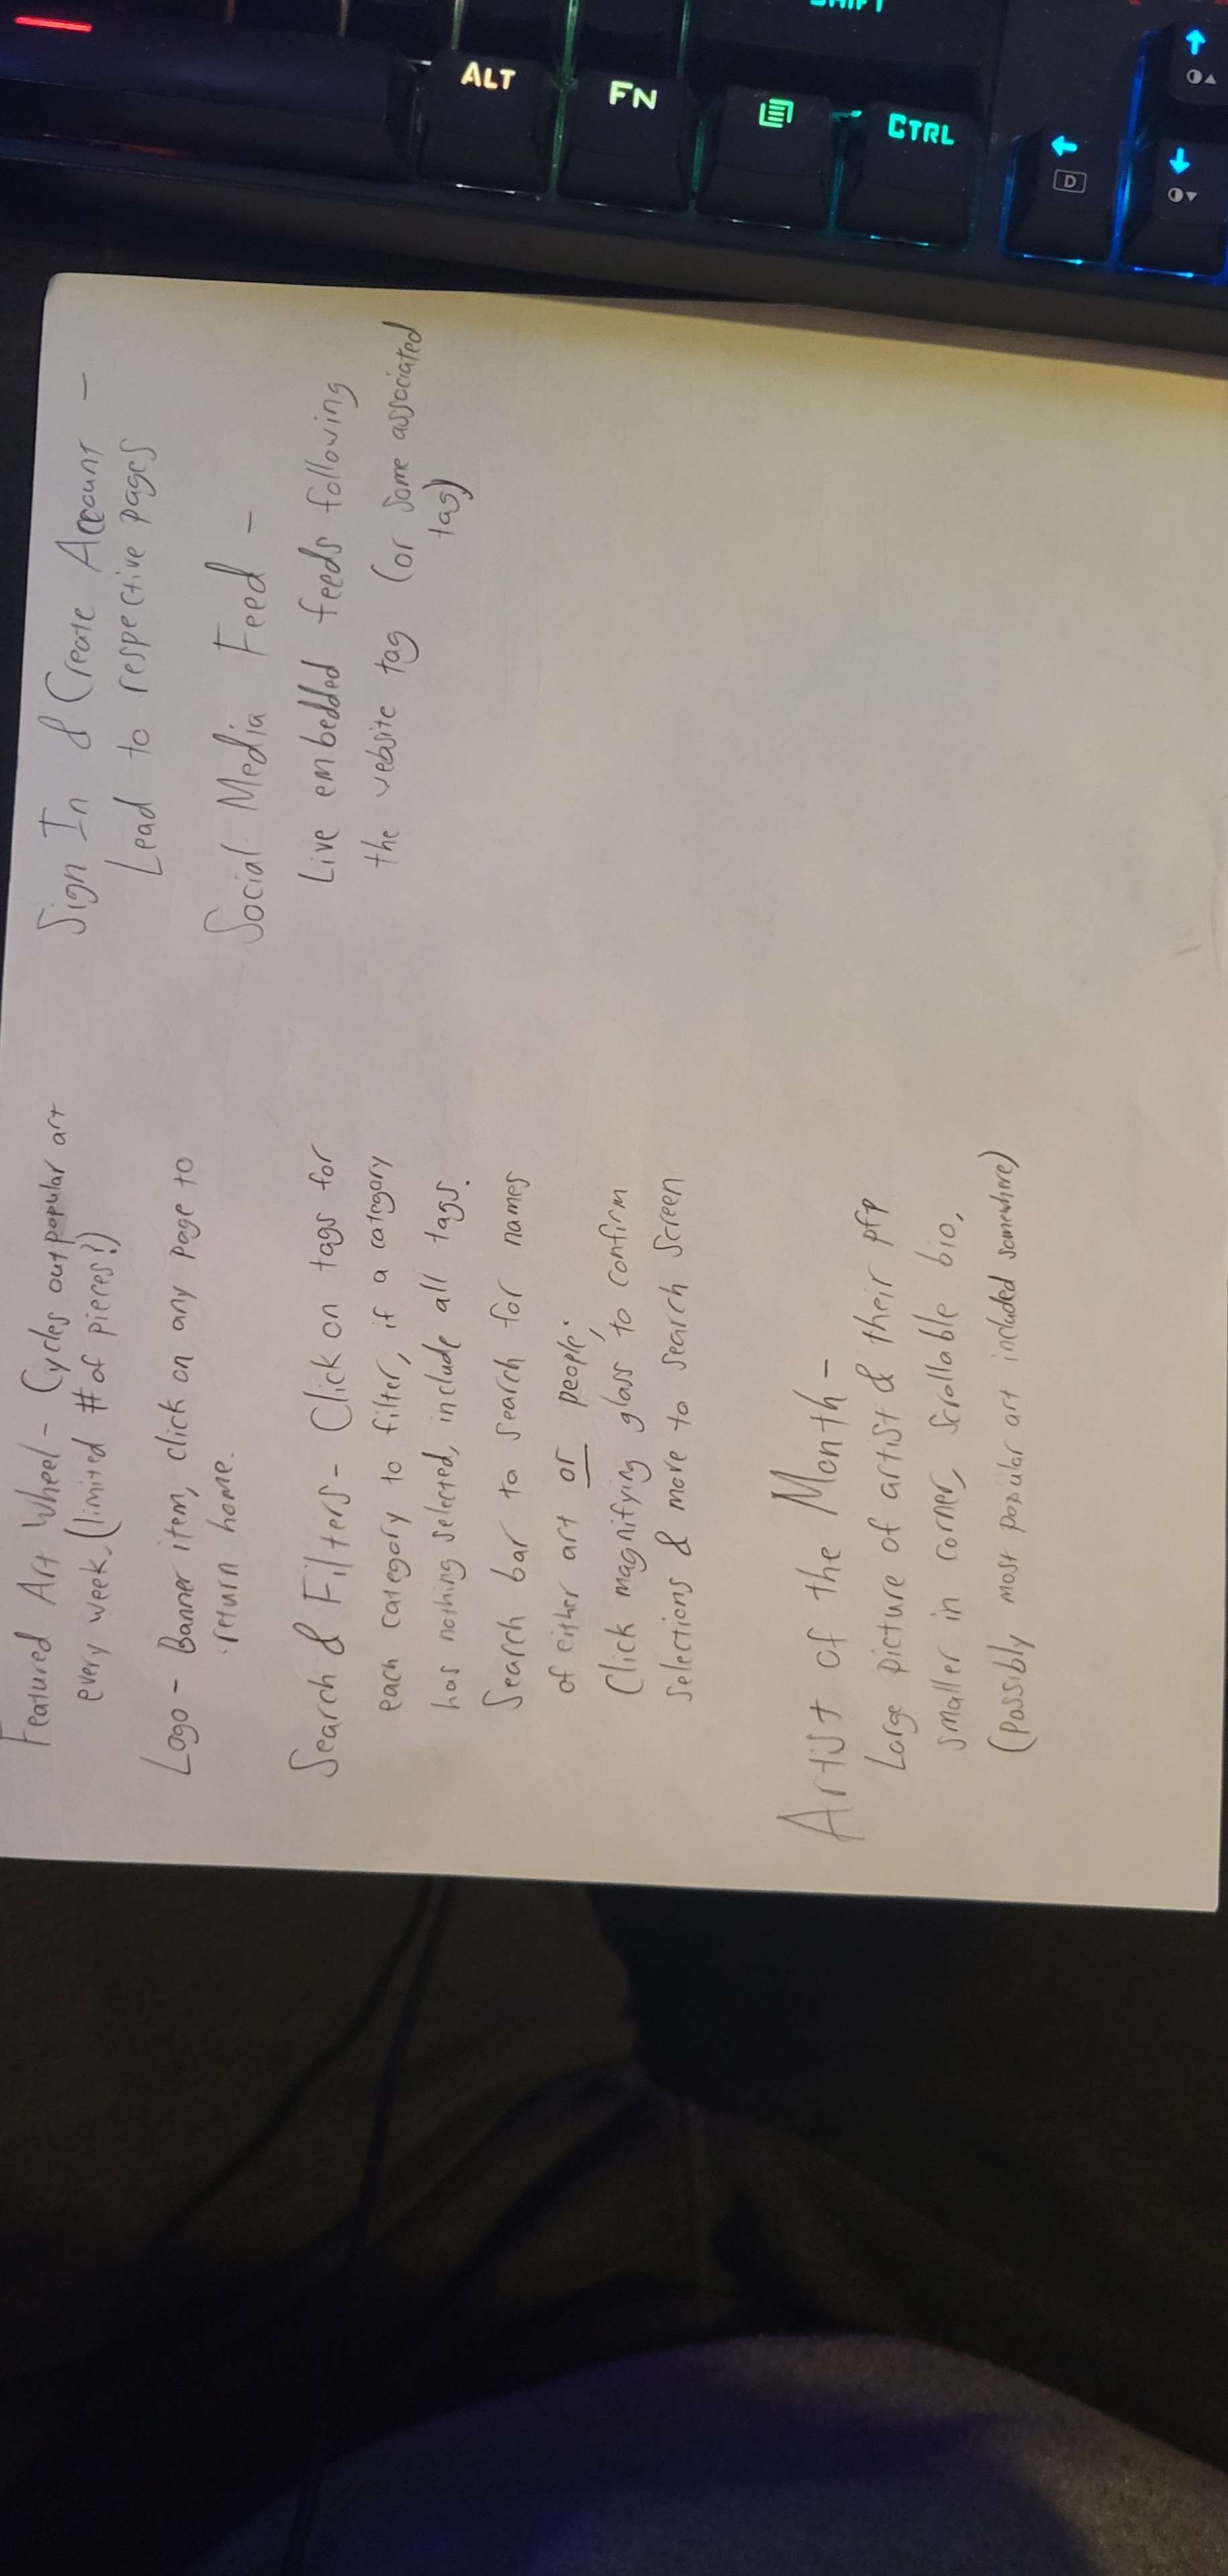 Featured Art Wheel - Cycles out popular art
every week. (limited # of pieces?)
Logo - Banner item, click on any page to
return home.
Search & Filters - Click on tags for
each category to filter, if a category
has nothing selected, include all tags.
Search bar to search for names
of either art or people;
Click magnifying glass to confirm
selections & move to search screen
Artist of the Month -
Large picture of artist & their pfp
smaller in corner, scrollable bio,
(possibly most popular art included somewhere)
Sign In & Create Account -
Lead to respective pages
Social Media Feed -
Live embedded feeds following
the website tag (or some associated
tag)
SHIFT
ALT
FN
CTRL
D